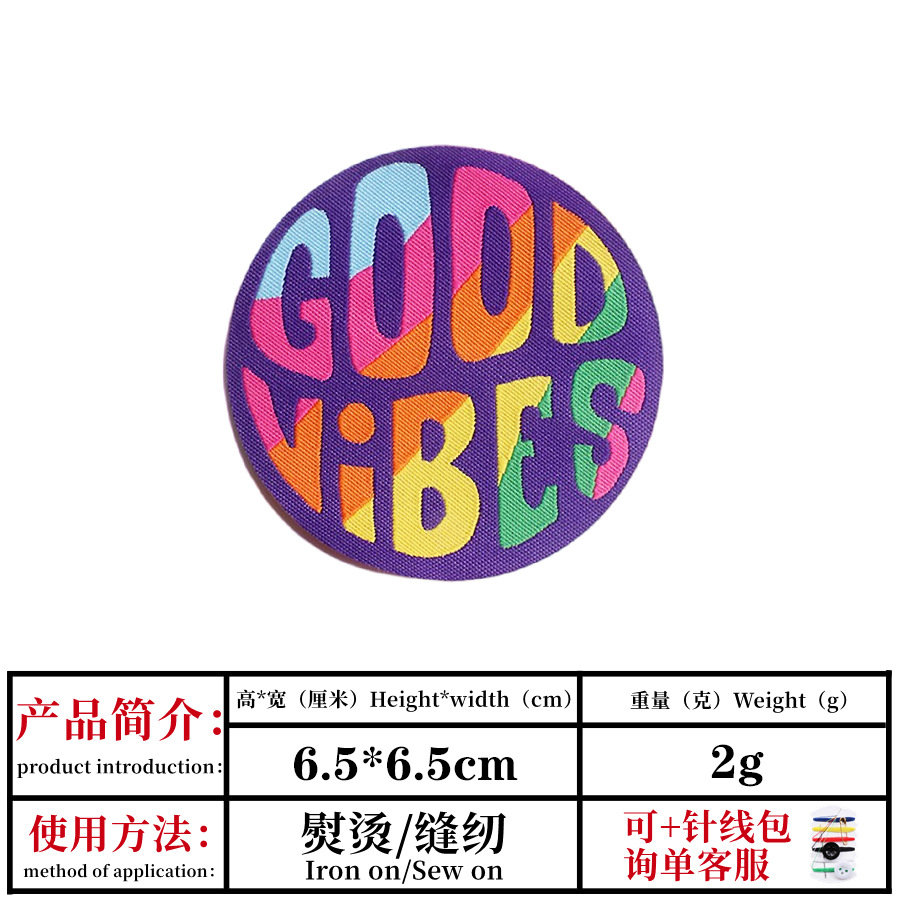 GOOD
ViBES
产品简介：
product introduction：
高*宽（厘米）Height*width（cm）
重量（克）Weight（g）
6.5*6.5cm
2g
使用方法：
method of application：
熨烫/缝纫
Iron on/Sew on
可+针线包
询单客服